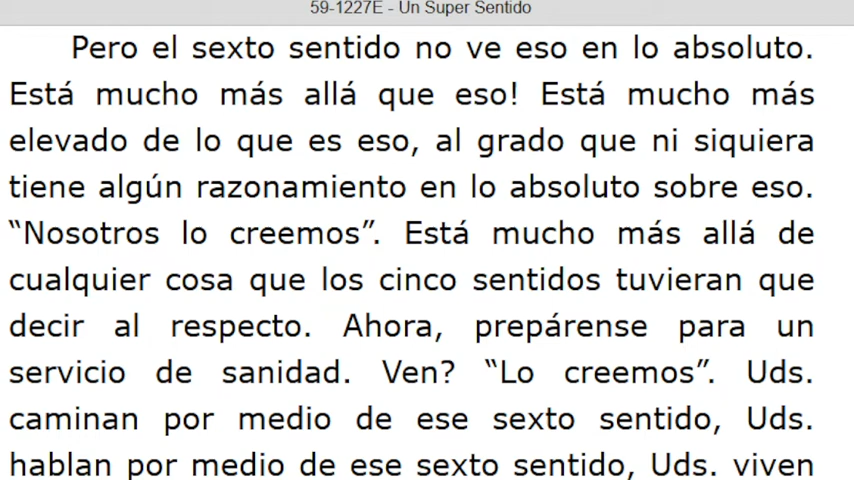 59-1227E - Un Super Sentido
Pero el sexto sentido no ve eso en lo absoluto.
Está mucho más allá que eso! Está mucho más
elevado de lo que es eso, al grado que ni siquiera
tiene algún razonamiento en lo absoluto sobre eso.
“Nosotros lo creemos”. Está mucho más allá de
cualquier cosa que los cinco sentidos tuvieran que
decir al respecto. Ahora, prepárense para un
servicio de sanidad. Ven? “Lo creemos”. Uds.
caminan por medio de ese sexto sentido, Uds.
hablan por medio de ese sexto sentido, Uds. viven